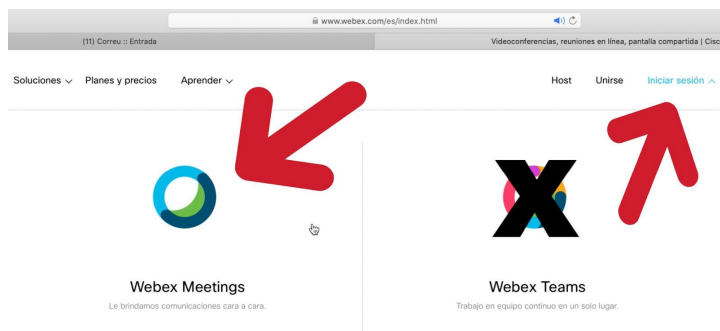 www.webex.com/es/index.html
(11) Correu :: Entrada
Videoconferencias, reuniones en línea, pantalla compartida | Cisc
Soluciones Planes y precios Aprender Host Unirse Iniciar sesión
X
Webex Meetings
Le brindamos comunicaciones cara a cara.
Webex Teams
Trabajo en equipo continuo en un solo lugar.